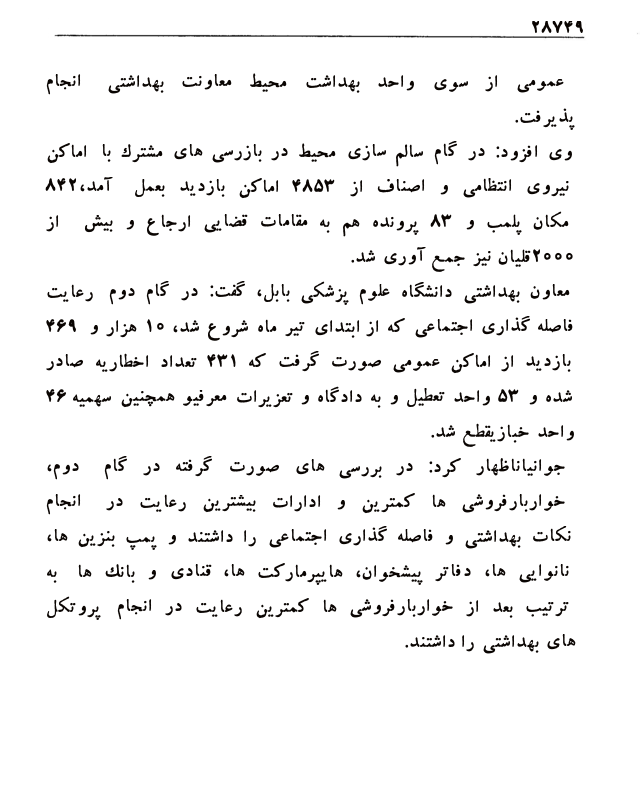 ۲۸۷۴۹
عمومی از سوی واحد بهداشت محیط معاونت بهداشتی انجام
پذیرفت.
وی افزود: در گام سالم سازی محیط در بازرسی های مشترك با اماکن
نیروی انتظامی و اصناف از ۴۸۵۳ اماکن بازدید بعمل آمد،۸۴۲
مکان پلمب و ۸۳ پرونده هم به مقامات قضایی ارجاع و بیش از
۲۰۰۰قلیان نیز جمع آوری شد.
معاون بهداشتی دانشگاه علوم پزشکی بابل، گفت: در گام دوم رعایت
فاصله گذاری اجتماعی که از ابتدای تیر ماه شروع شد، ۱۰ هزار و ۴۶۹
بازدید از اماکن عمومی صورت گرفت که ۴۳۱ تعداد اخطاریه صادر
شده و ۵۳ واحد تعطیل و به دادگاه و تعزیرات معرفیو همچنین سهمیه ۴۶
واحد خبازیقطع شد.
جوانیاناظهار کرد: در بررسی های صورت گرفته در گام دوم،
خواربارفروشی ها کمترین و ادارات بیشترین رعایت در انجام
نکات بهداشتی و فاصله گذاری اجتماعی را داشتند و پمپ بنزین ها،
نانوایی ها، دفاتر پیشخوان، هایپرمارکت ها، قنادی و بانك ها به
ترتیب بعد از خواربارفروشی ها کمترین رعایت در انجام پروتکل
های بهداشتی را داشتند.